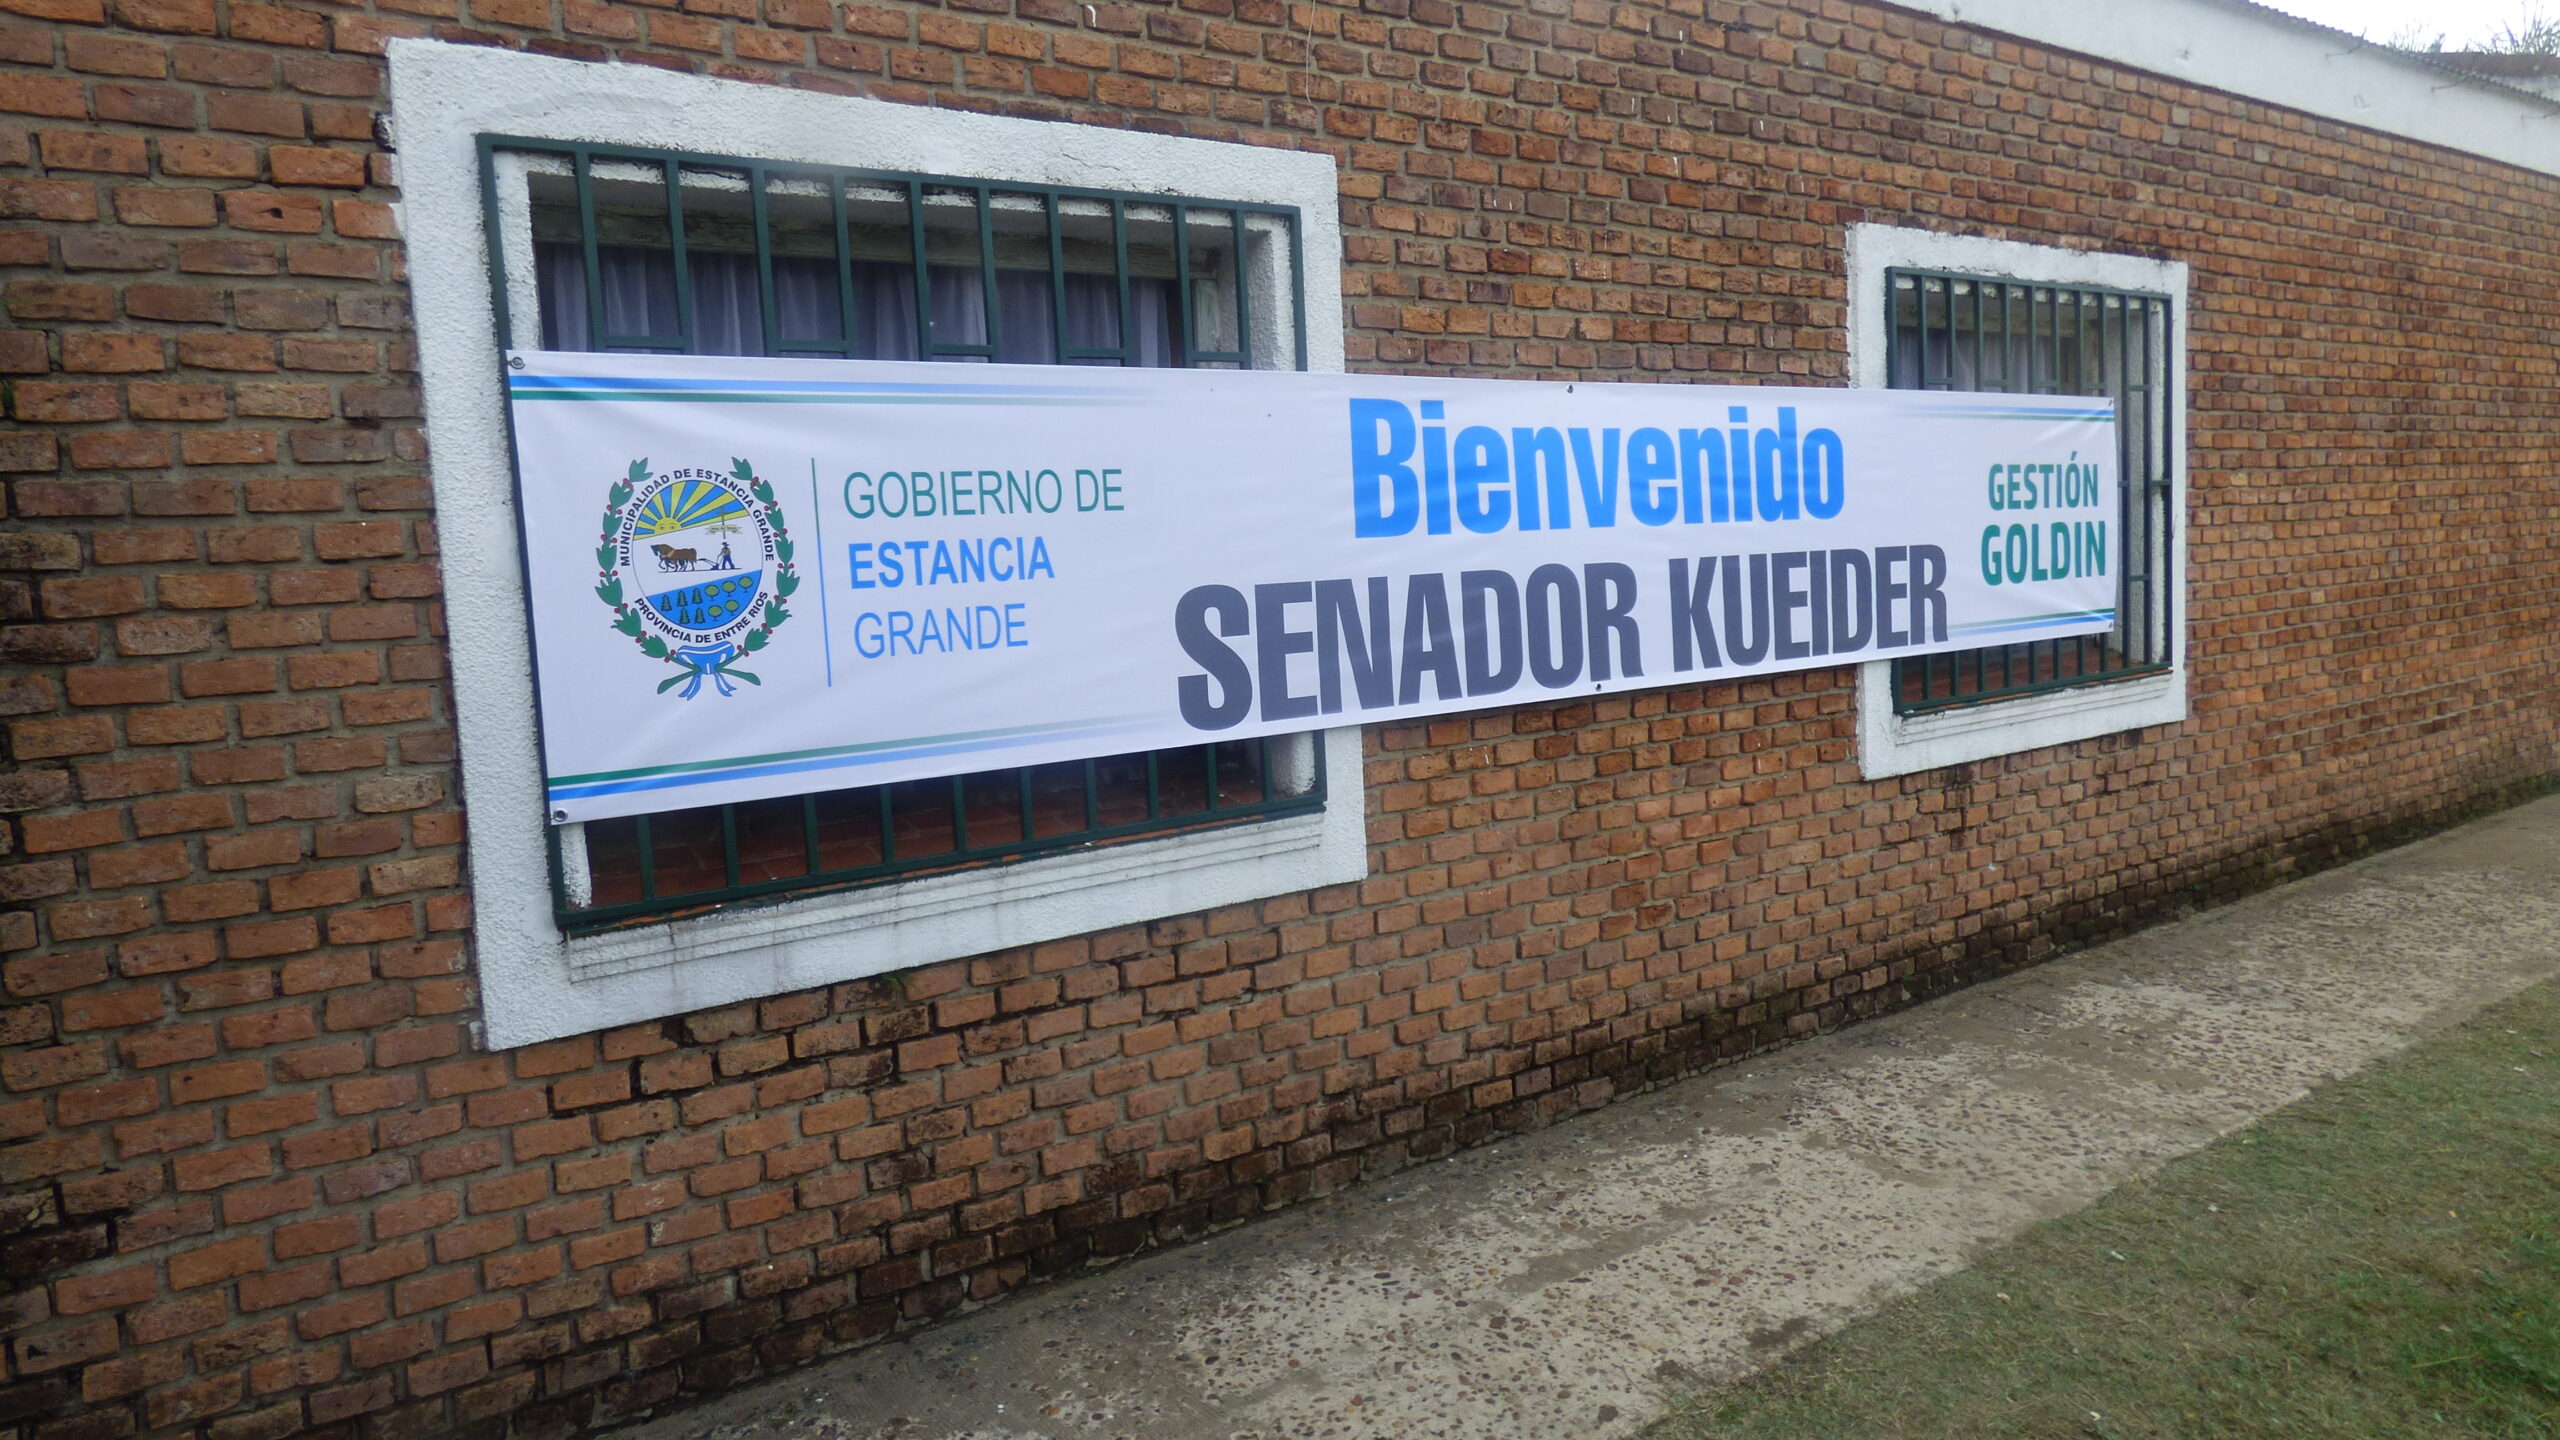 MUNICIPALIDAD DE ESTANCIA GRANDE
PROVINCIA DE ENTRE RIOS
GOBIERNO DE
ESTANCIA
GRANDE
Bienvenido
SENADOR KUEIDER
GESTIÓN
GOLDIN